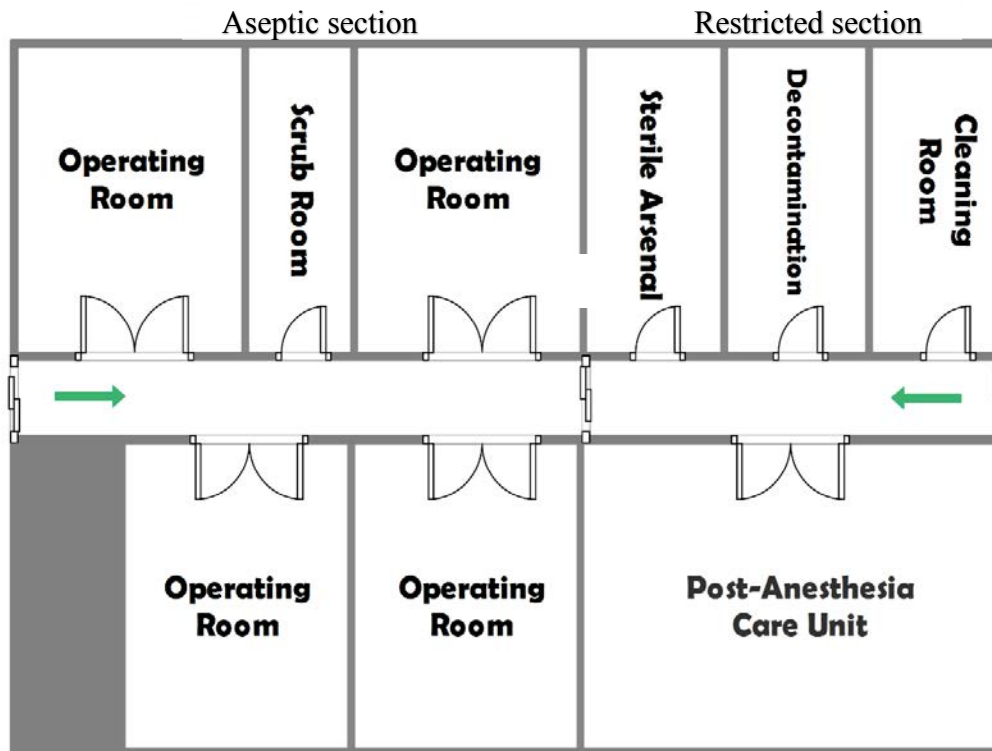 Aseptic section
Restricted section
Operating
Room
Scrub Room
Operating
Room
Sterile Arsenal
Decontamination
Cleaning
Room
Operating
Room
Operating
Room
Post-Anesthesia
Care Unit